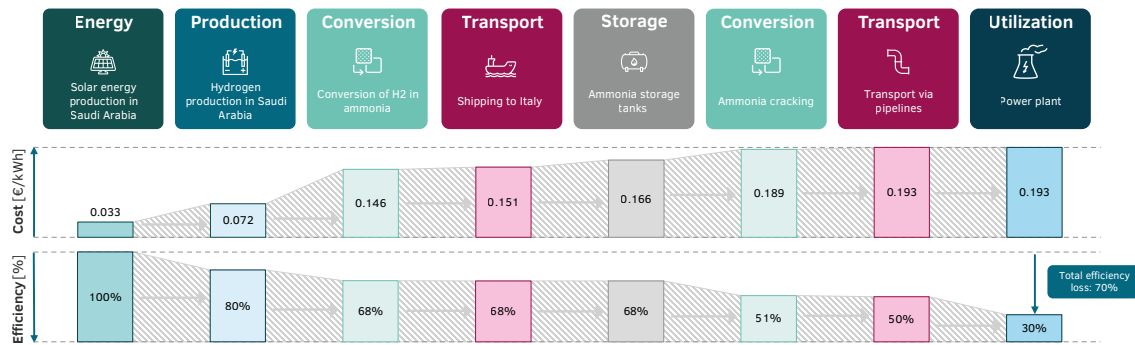 Energy
Solar energy
production in
Saudi Arabia
Production
Hydrogen
production in Saudi
Arabia
Conversion
Conversion of H2 in
ammonia
Transport
Shipping to Italy
Storage
Ammonia storage
tanks
Conversion
Ammonia cracking
Transport
Transport via
pipelines
Utilization
Power plant
Cost [€/kWh]
0.033
0.072
0.146
0.151
0.166
0.189
0.193
0.193
Efficiency [%]
100%
80%
68%
68%
68%
51%
50%
30%
Total efficiency
loss: 70%